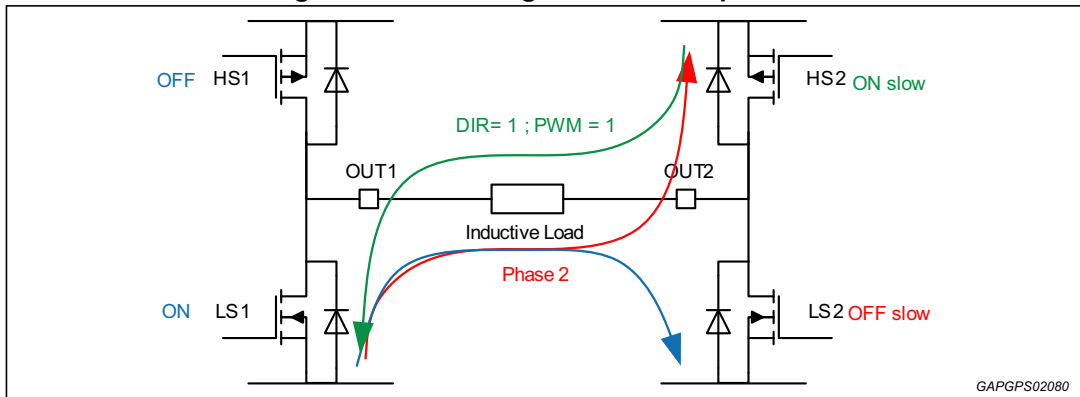 OFF HS1
HS2 ON slow
DIR= 1 ; PWM = 1
OUT1
OUT2
Inductive Load
Phase 2
ON LS1
LS2 OFF slow
GAPGPS02080